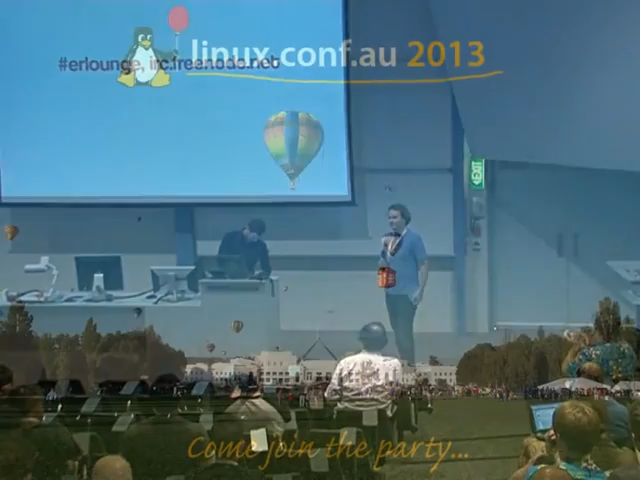 linux.conf.au 2013
#erlounge, irc.freenode.net
EXIT
Come join the party...